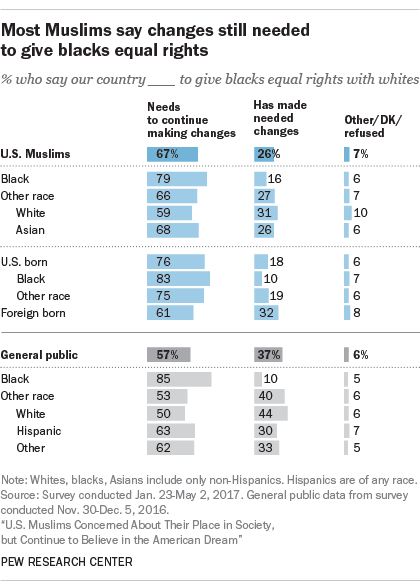 Most Muslims say changes still needed
to give blacks equal rights
% who say our country ___ to give blacks equal rights with whites
Needs to continue making changes Has made needed changes Other/DK/refused
U.S. Muslims 67% 26% 7%
Black 79 16 6
Other race 66 27 7
White 59 31 10
Asian 68 26 6
U.S. born 76 18 6
Black 83 10 7
Other race 75 19 6
Foreign born 61 32 8
General public 57% 37% 6%
Black 85 10 5
Other race 53 40 6
White 50 44 6
Hispanic 63 30 7
Other 62 33 5
Note: Whites, blacks, Asians include only non-Hispanics. Hispanics are of any race.
Source: Survey conducted Jan. 23-May 2, 2017. General public data from survey
conducted Nov. 30-Dec. 5, 2016.
“U.S. Muslims Concerned About Their Place in Society,
but Continue to Believe in the American Dream”
PEW RESEARCH CENTER